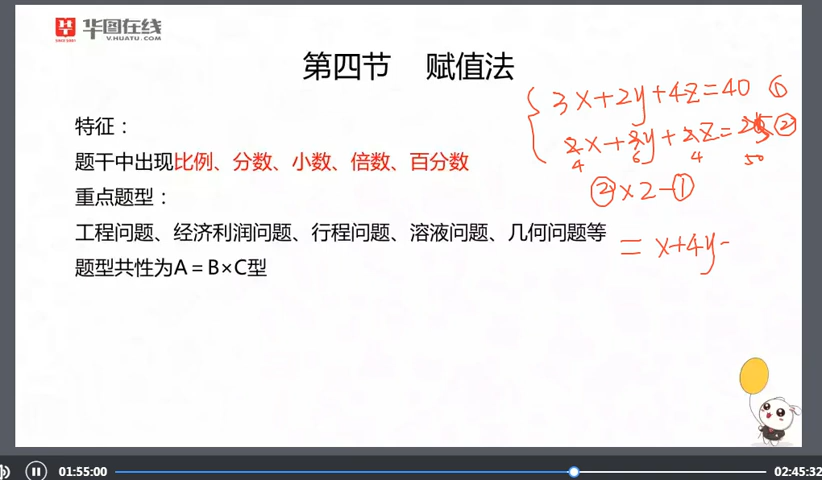 华图在线
V.HUATU.COM
第四节 赋值法
特征：
题干中出现比例、分数、小数、倍数、百分数
重点题型：
工程问题、经济利润问题、行程问题、溶液问题、几何问题等
题型共性为A＝B×C型
3x+2y+4z=40 ①
2x+3y+2z=25 ②
4 6 4 50
②×2-①
= x+4y-
01:55:00
02:45:32